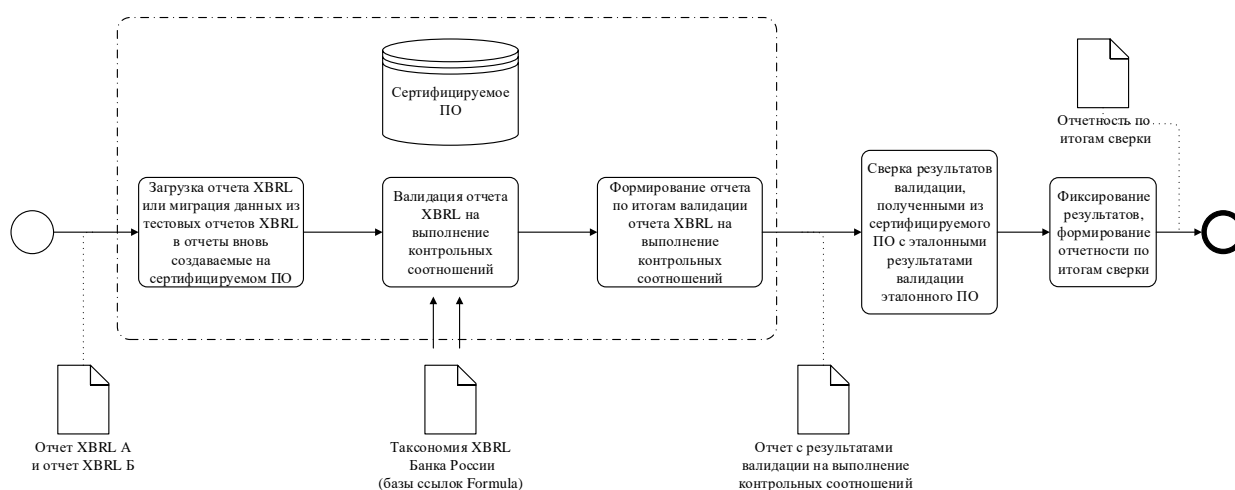 Сертифицируемое
ПО
Отчетность по
итогам сверки
Загрузка отчета XBRL
или миграция данных из
тестовых отчетов XBRL
в отчеты вновь
создаваемые на
сертифицируемом ПО
Валидация отчета
XBRL на
выполнение
контрольных
соотношений
Формирование отчета
по итогам валидации
отчета XBRL на
выполнение
контрольных
соотношений
Сверка результатов
валидации,
полученными из
сертифицируемого
ПО с эталонными
результатами
валидации
эталонного ПО
Фиксирование
результатов,
формирование
отчетности по
итогам сверки
Отчет XBRL А
и отчет XBRL Б
Таксономия XBRL
Банка России
(базы ссылок Formula)
Отчет с результатами
валидации на выполнение
контрольных соотношений